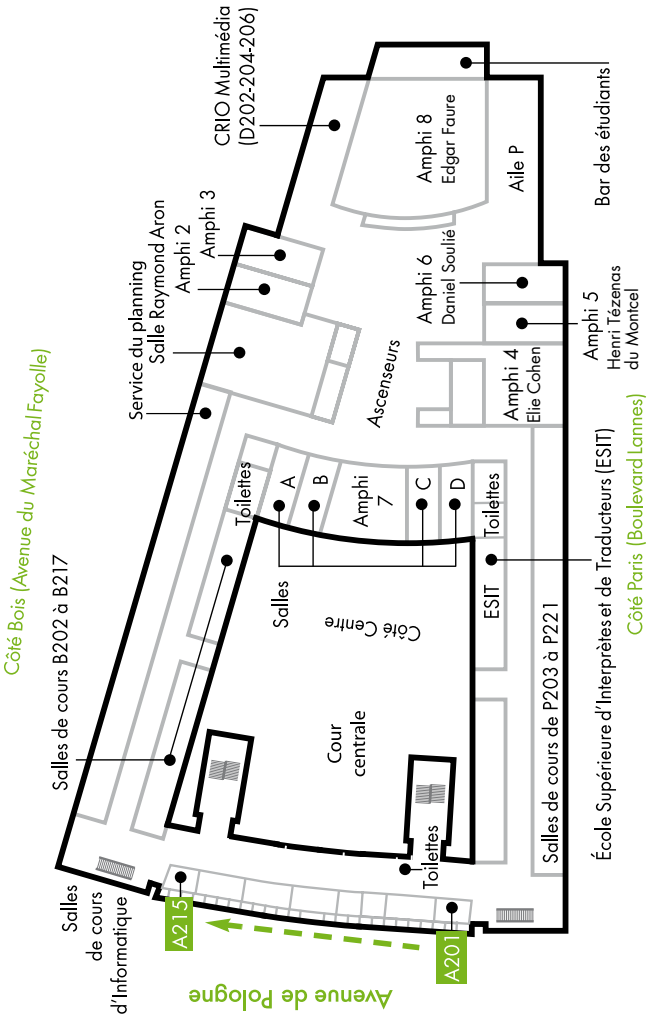 CRIO Multimédia
(D202-204-206)
Bar des étudiants
Amphi 8
Edgar Faure
Aile P
Amphi 3
Amphi 2
Service du planning
Salle Raymond Aron
Amphi 6
Daniel Soulié
Amphi 5
Henri Tézenas
du Montcel
Amphi 4
Elie Cohen
Ascenseurs
Côté Bois (Avenue du Maréchal Fayolle)
Côté Paris (Boulevard Lannes)
Toilettes
A
B
Amphi
7
C
D
Toilettes
Salles
ESIT
École Supérieure d'Interprètes et de Traducteurs (ESIT)
Côté Centre
Cour
centrale
Salles de cours B202 à B217
Salles de cours de P203 à P221
Toilettes
Salles
de cours
d'Informatique
A215
A201
Avenue de Pologne